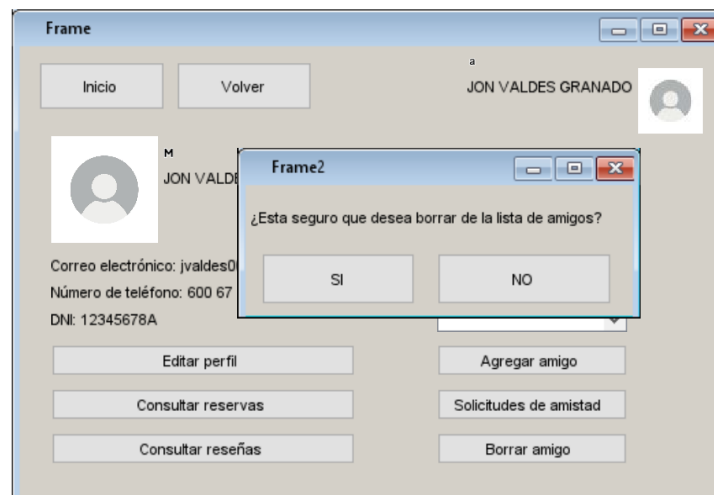 Frame
Inicio
Volver
a
JON VALDES GRANADO
M
JON VALDE
Frame2
¿Esta seguro que desea borrar de la lista de amigos?
SI
NO
Correo electrónico: jvaldes0
Número de teléfono: 600 67
DNI: 12345678A
Editar perfil
Agregar amigo
Consultar reservas
Solicitudes de amistad
Consultar reseñas
Borrar amigo